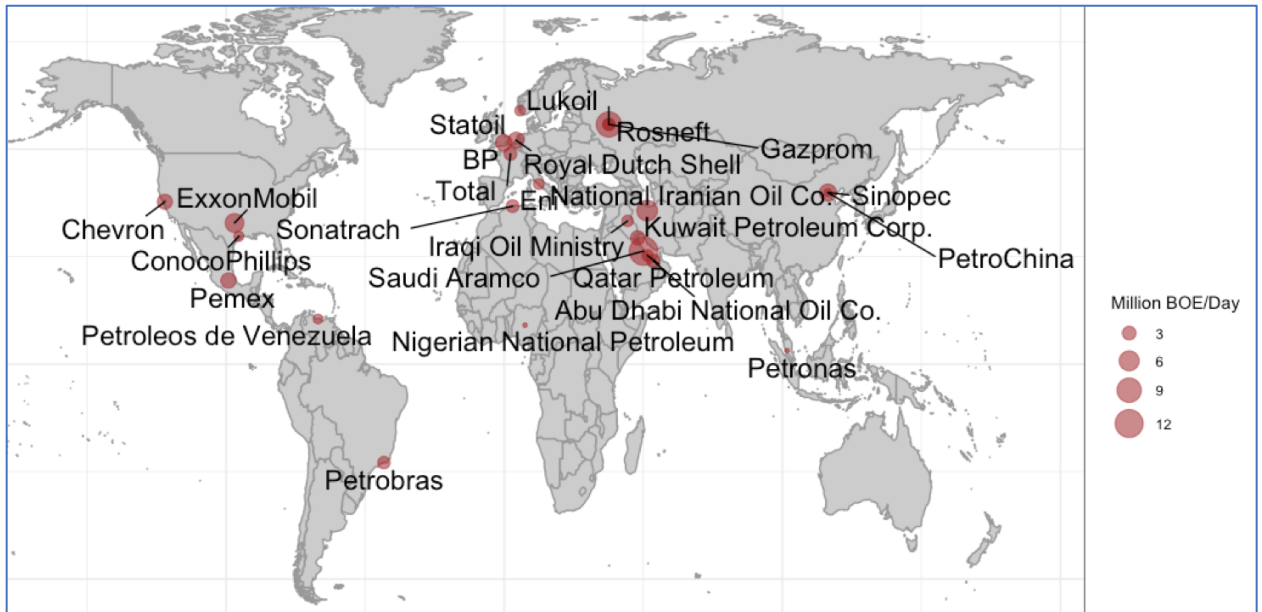 Lukoil
Statoil
Rosneft
Gazprom
BP
Royal Dutch Shell
Total
Eni
National Iranian Oil Co.
Sinopec
ExxonMobil
Chevron
Sonatrach
Kuwait Petroleum Corp.
Iraqi Oil Ministry
ConocoPhillips
PetroChina
Saudi Aramco
Qatar Petroleum
Pemex
Abu Dhabi National Oil Co.
Petroleos de Venezuela
Nigerian National Petroleum
Petronas
Petrobras
Million BOE/Day
3
6
9
12